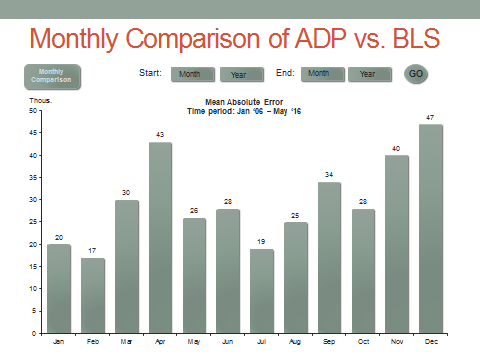 Monthly Comparison of ADP vs. BLS
Monthly
Comparison
Start: Month Year End: Month Year GO
Thous.
Mean Absolute Error
Time period: Jan '06 – May '16
50
45
40
35
30
25
20
15
10
5
0
20 17 30 43 26 28 19 25 34 28 40 47
Jan Feb Mar Apr May Jun Jul Aug Sep Oct Nov Dec